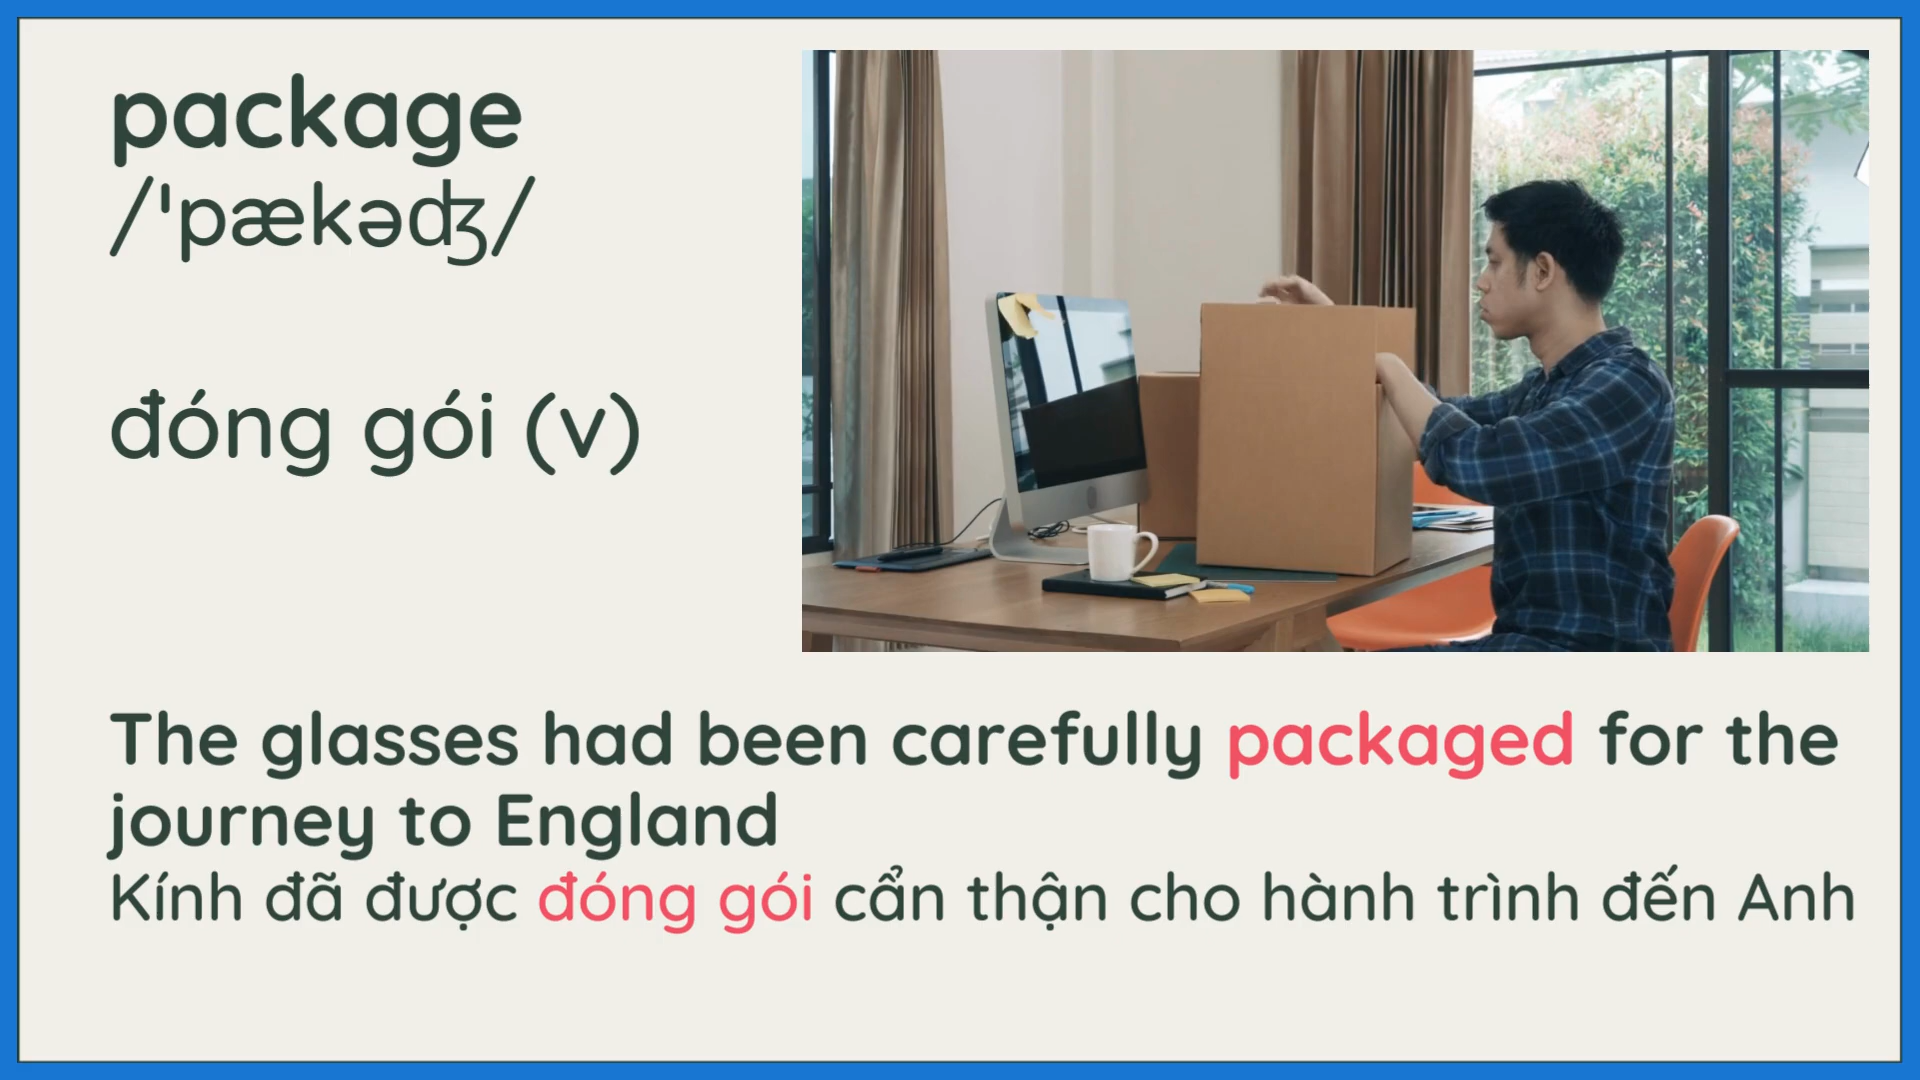 package
/ˈpækəʤ/
đóng gói (v)
The glasses had been carefully packaged for the
journey to England
Kính đã được đóng gói cẩn thận cho hành trình đến Anh